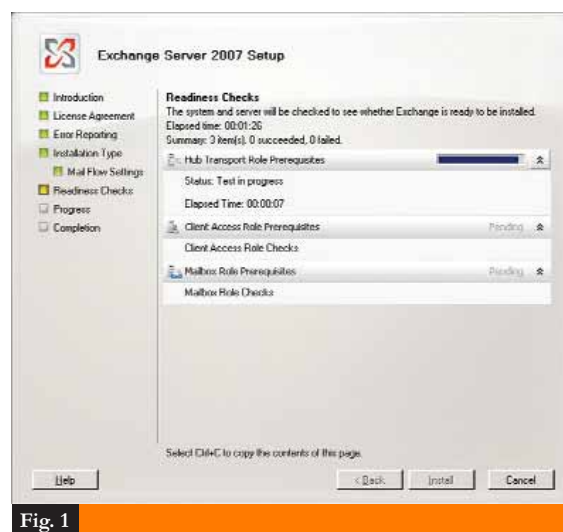 Exchange Server 2007 Setup
Introduction
License Agreement
Error Reporting
Installation Type
Mail Flow Settings
Readiness Checks
Progress
Completion
Readiness Checks
The system and server will be checked to see whether Exchange is ready to be installed.
Elapsed time: 00:01:26
Summary: 3 item(s). 0 succeeded, 0 failed.
Hub Transport Role Prerequisites
Status: Test in progress
Elapsed Time: 00:00:07
Client Access Role Prerequisites Pending
Client Access Role Checks
Mailbox Role Prerequisites Pending
Mailbox Role Checks
Select Ctrl+C to copy the contents of this page.
Help
< Back
Install
Cancel
Fig. 1